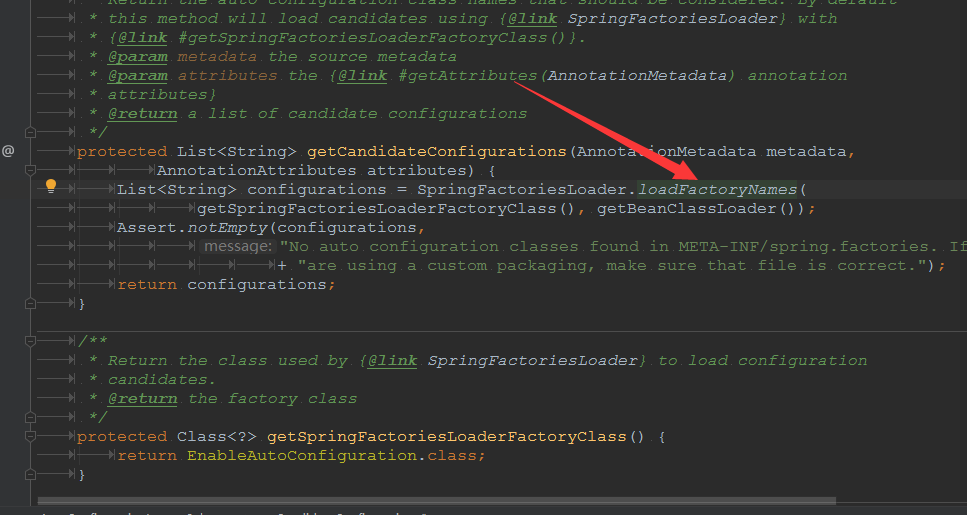 * Return the auto-configuration class names that should be considered. By default
* this method will load candidates using {@link SpringFactoriesLoader} with
* {@link #getSpringFactoriesLoaderFactoryClass()}.
* @param metadata the source metadata
* @param attributes the {@link #getAttributes(AnnotationMetadata) annotation
* attributes}
* @return a list of candidate configurations
*/
@
protected List<String> getCandidateConfigurations(AnnotationMetadata metadata,
AnnotationAttributes attributes) {
List<String> configurations = SpringFactoriesLoader.loadFactoryNames(
getSpringFactoriesLoaderFactoryClass(), getBeanClassLoader());
Assert.notEmpty(configurations,
message: "No auto configuration classes found in META-INF/spring.factories. If
+ "are using a custom packaging, make sure that file is correct.");
return configurations;
}
/**
* Return the class used by {@link SpringFactoriesLoader} to load configuration
* candidates.
* @return the factory class
*/
protected Class<?> getSpringFactoriesLoaderFactoryClass() {
return EnableAutoConfiguration.class;
}